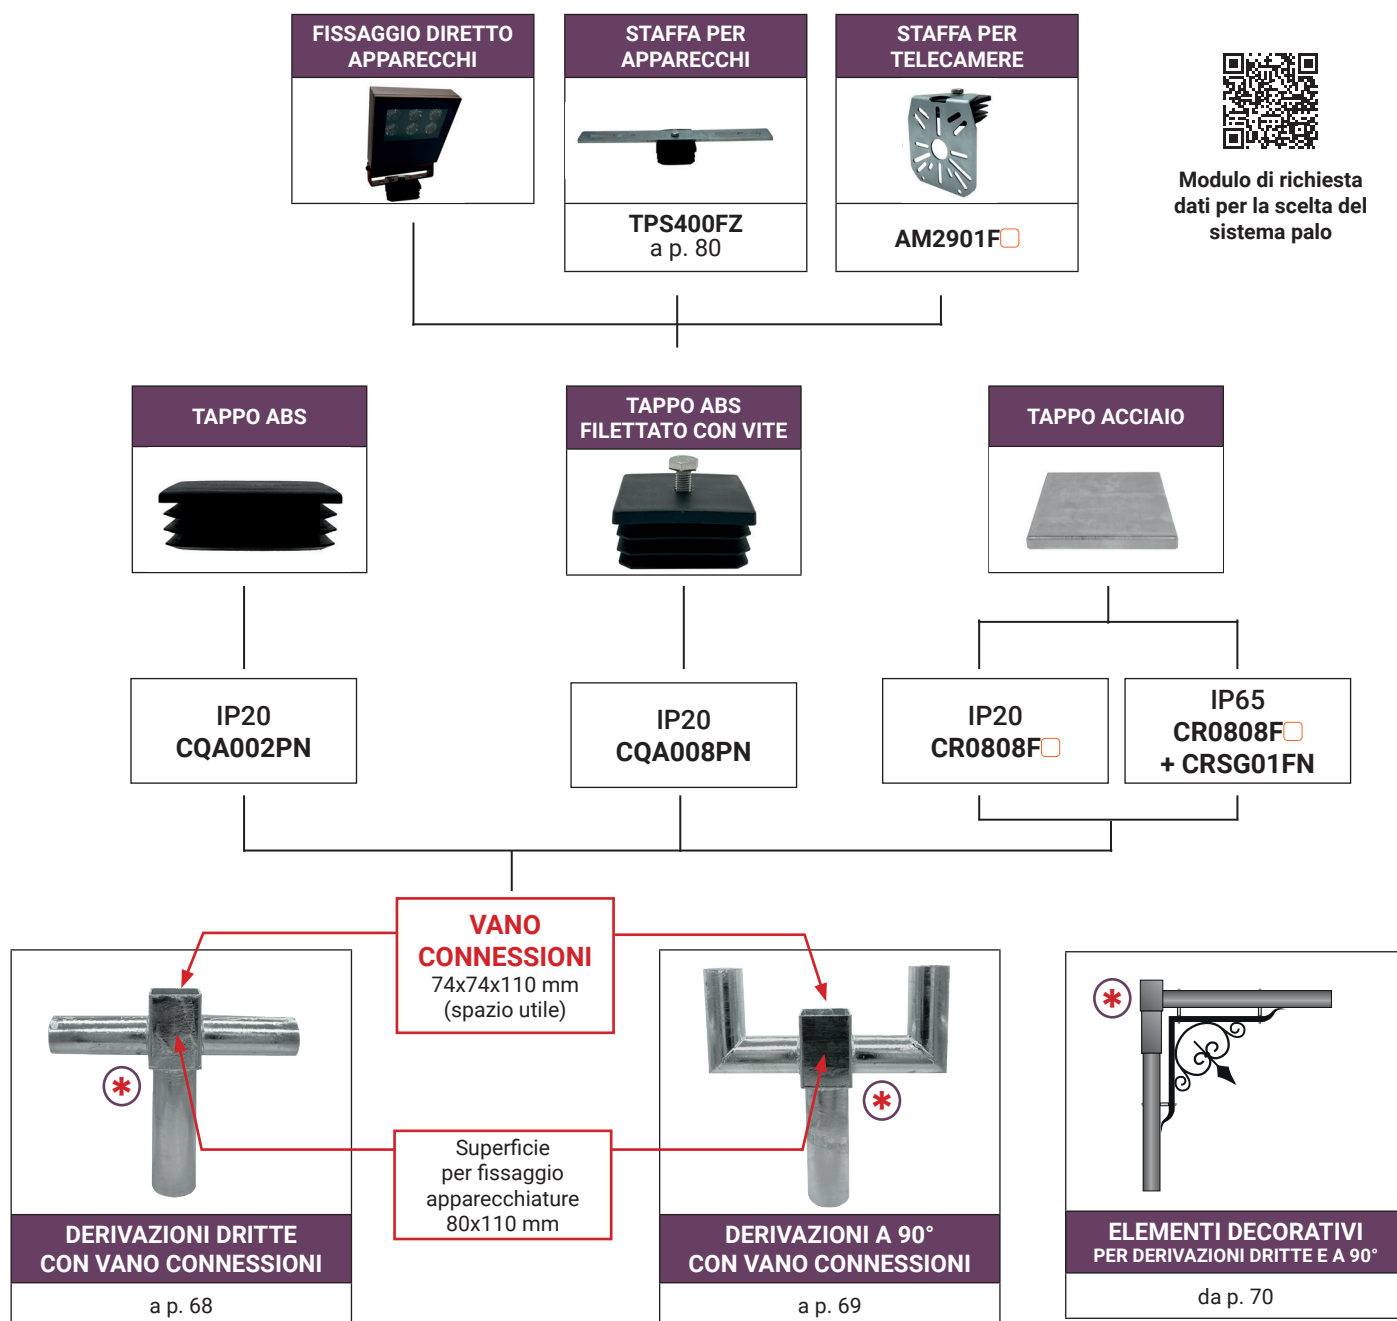 FISSAGGIO DIRETTO
APPARECCHI
STAFFA PER
APPARECCHI
TPS400FZ
a p. 80
STAFFA PER
TELECAMERE
AM2901F
Modulo di richiesta
dati per la scelta del
sistema palo
TAPPO ABS
TAPPO ABS
FILETTATO CON VITE
TAPPO ACCIAIO
IP20
CQA002PN
IP20
CQA008PN
IP20
CR0808F
IP65
CR0808F
+ CRSG01FN
VANO
CONNESSIONI
74x74x110 mm
(spazio utile)
Superficie
per fissaggio
apparecchiature
80x110 mm
DERIVAZIONI DRITTE
CON VANO CONNESSIONI
a p. 68
DERIVAZIONI A 90°
CON VANO CONNESSIONI
a p. 69
ELEMENTI DECORATIVI
PER DERIVAZIONI DRITTE E A 90°
da p. 70